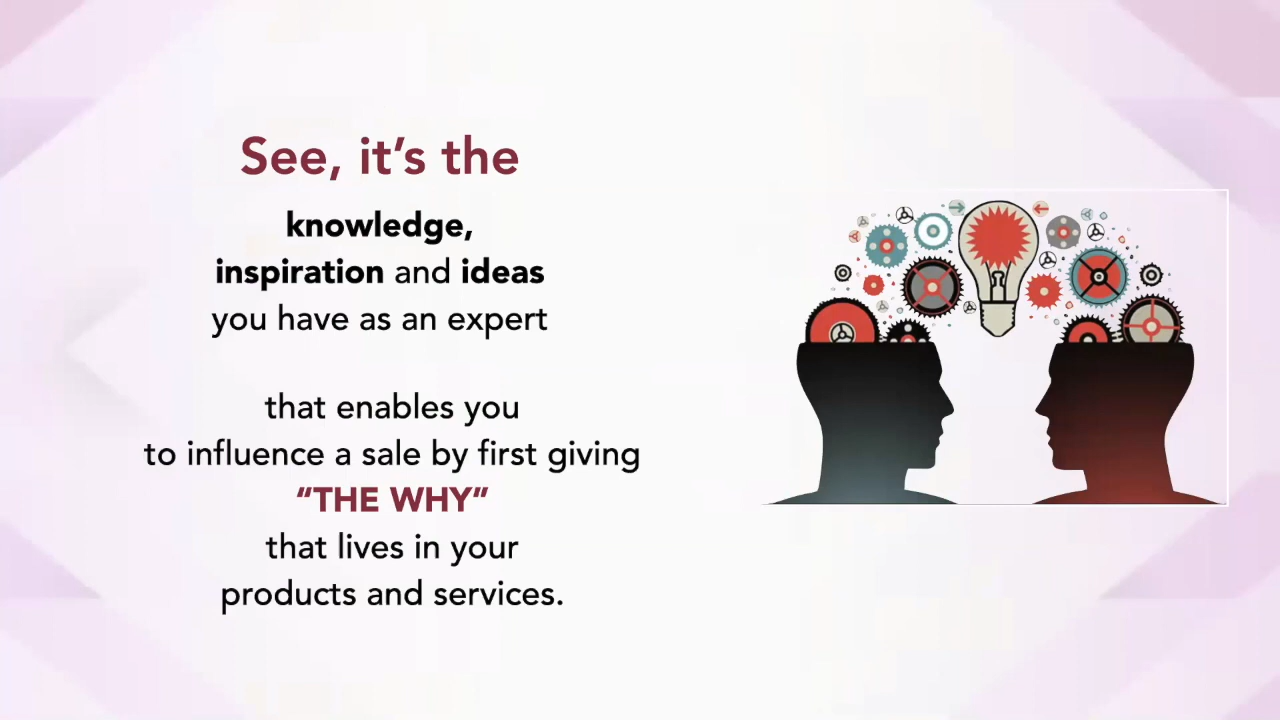 See, it’s the
knowledge,
inspiration and ideas
you have as an expert
that enables you
to influence a sale by first giving
“THE WHY”
that lives in your
products and services.